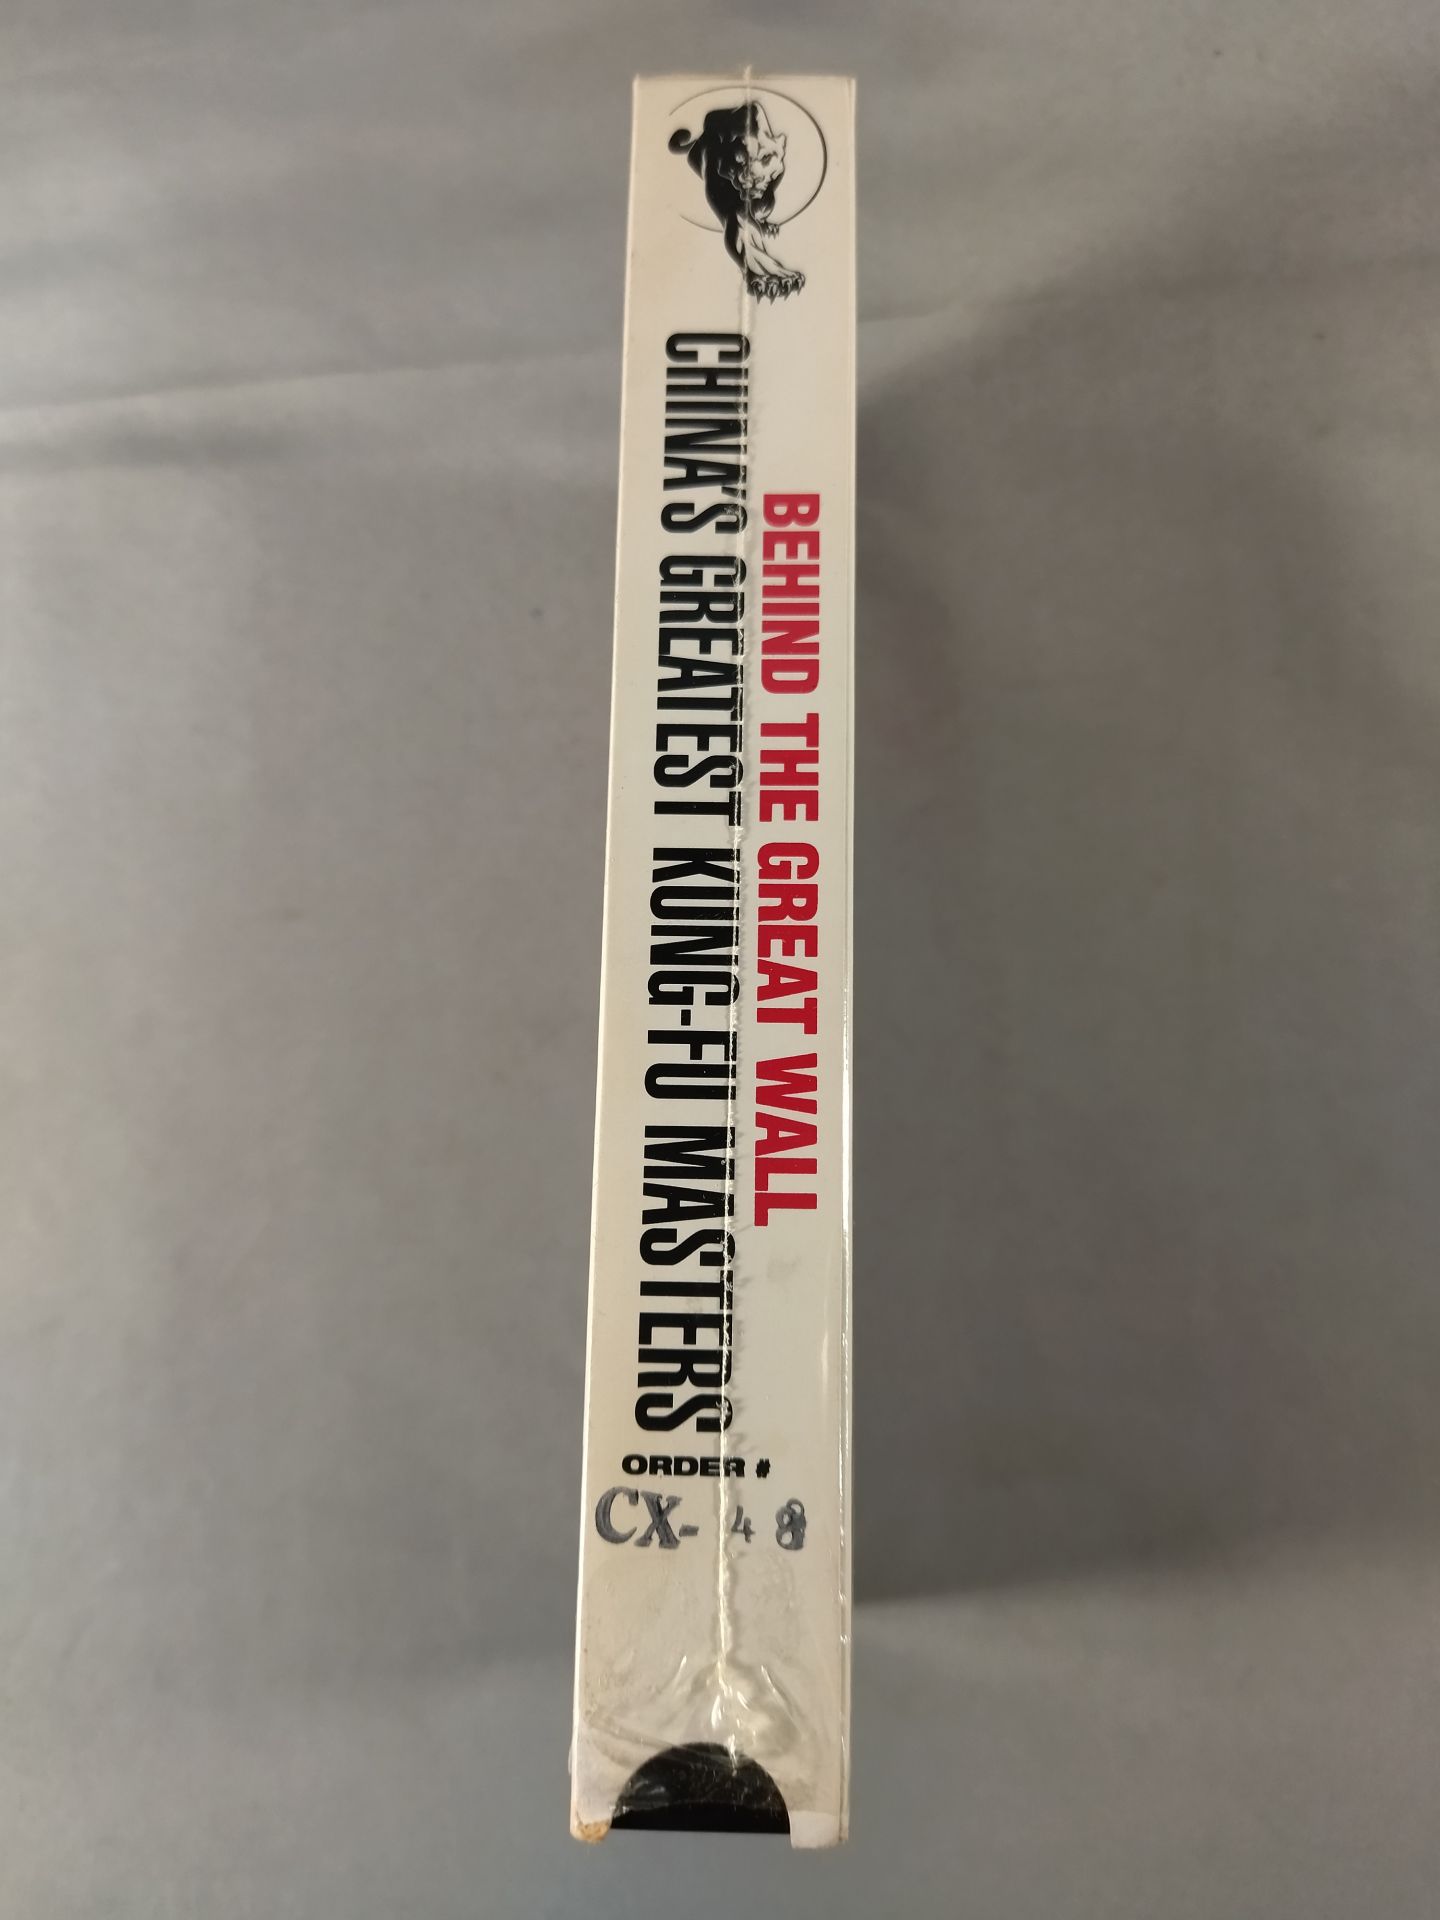 BEHIND THE GREAT WALL
CHINA'S GREATEST KUNG-FU MASTERS
ORDER #
CX- 48